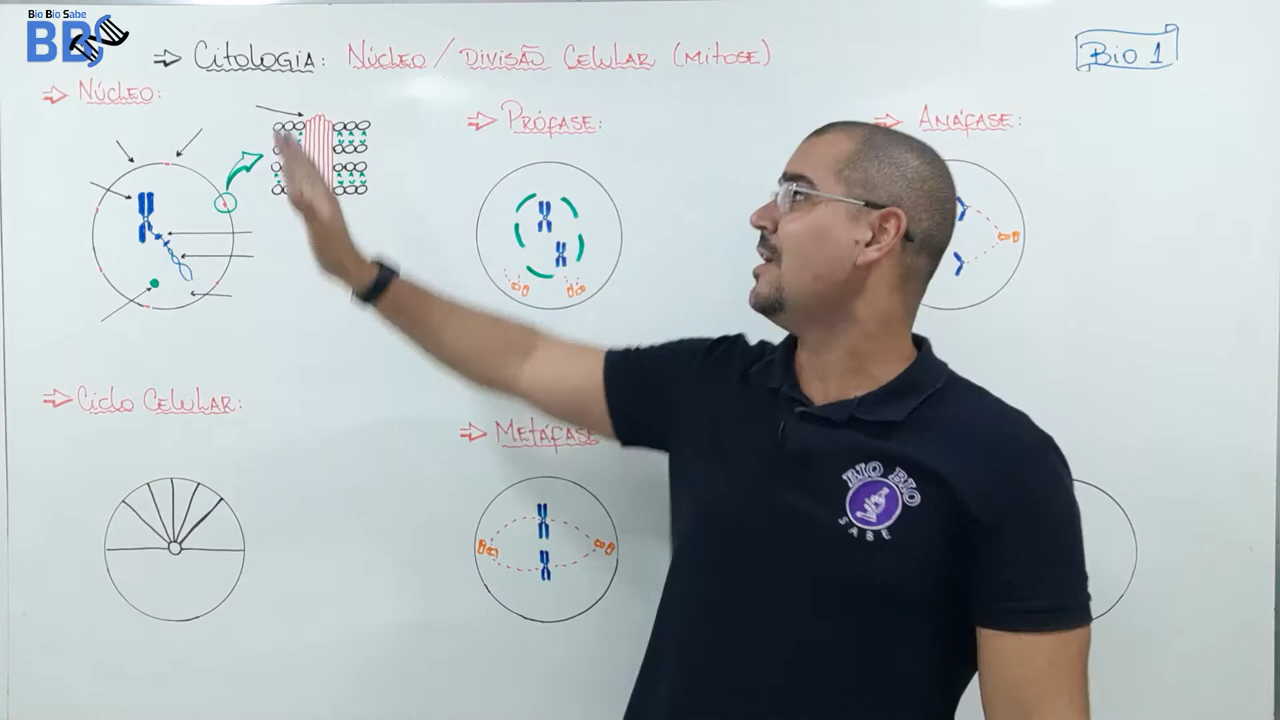 Bio Bio Sabe
BBS
⇒ Citologia: Núcleo / Divisão Celular (Mitose)
Bio 1
⇒ Núcleo:
⇒ Prófase:
⇒ Anáfase:
⇒ Ciclo Celular:
⇒ Metáfase
BIO BIO
SABE